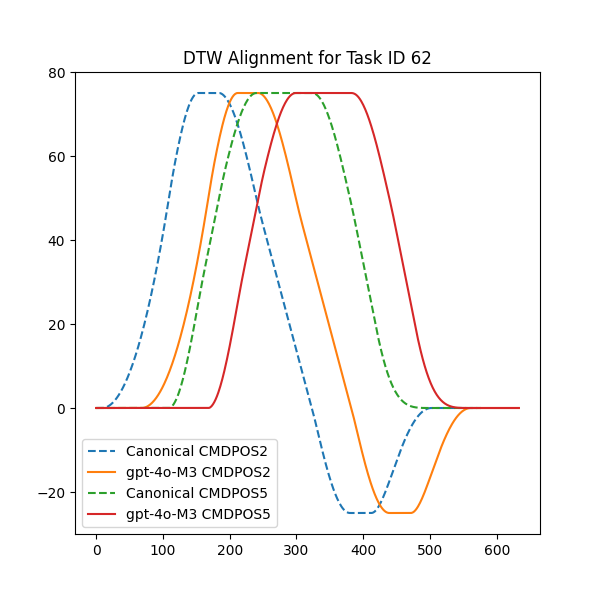 DTW Alignment for Task ID 62
80
60
40
20
0
−20
Canonical CMDPOS2
gpt-4o-M3 CMDPOS2
Canonical CMDPOS5
gpt-4o-M3 CMDPOS5
0 100 200 300 400 500 600